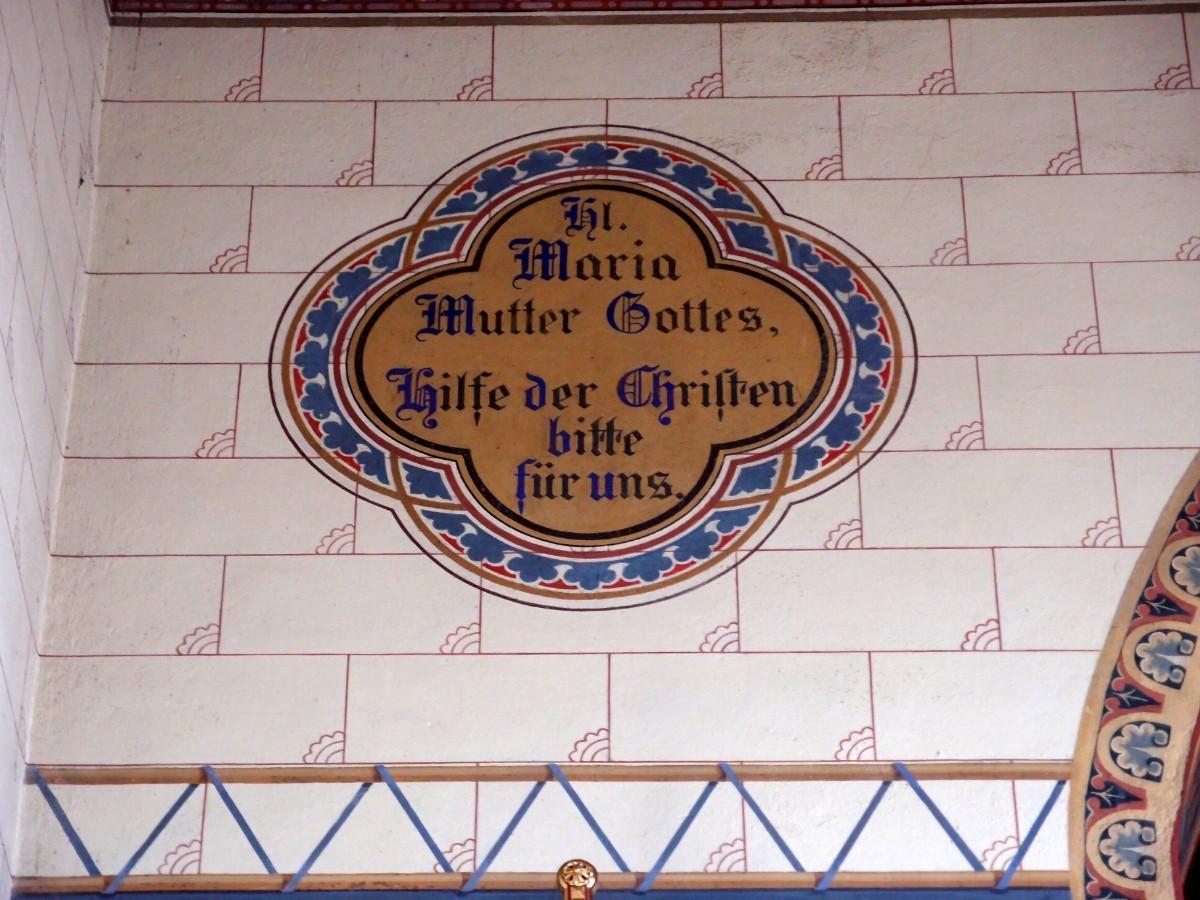 Hl.
Maria
Mutter Gottes,
Hilfe der Chriſten
bitte
für uns.